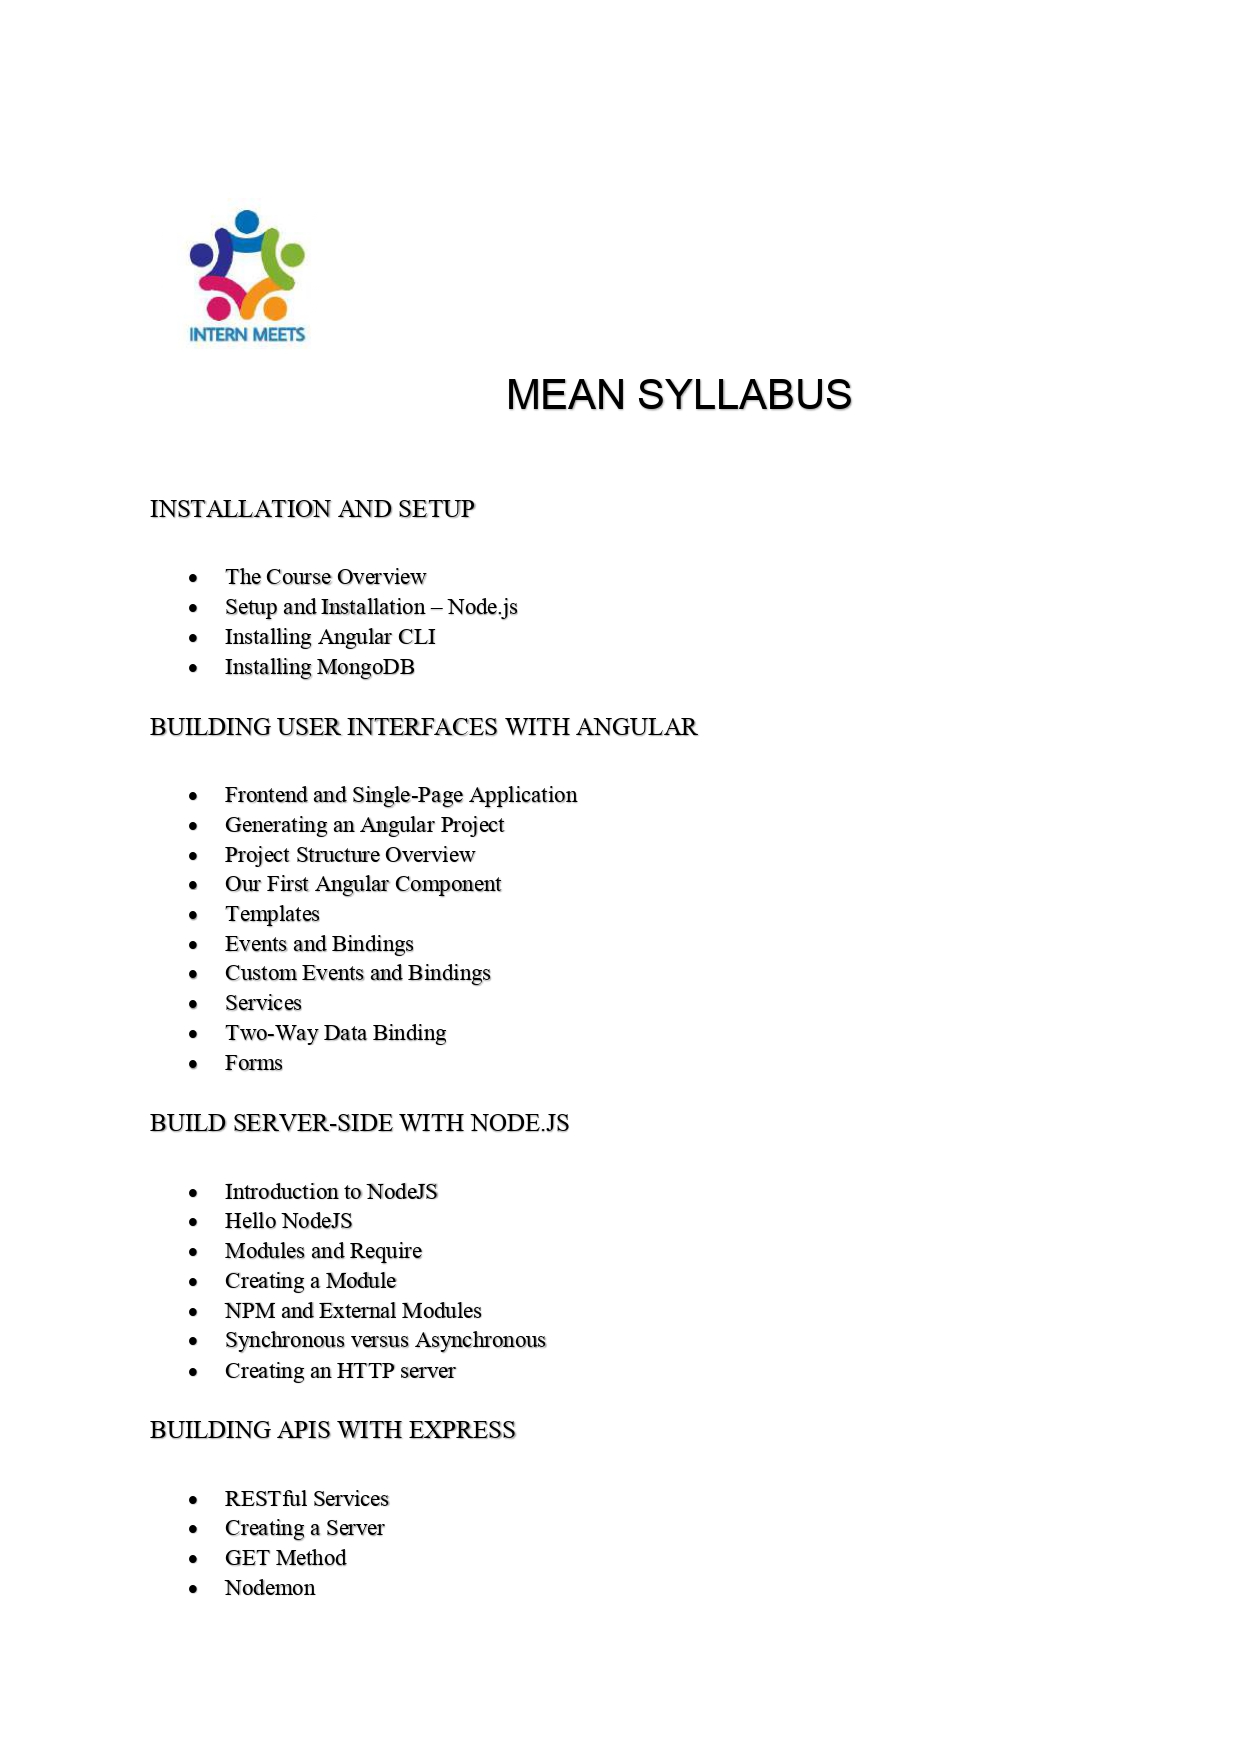 INTERN MEETS
MEAN SYLLABUS
INSTALLATION AND SETUP
• The Course Overview
• Setup and Installation – Node.js
• Installing Angular CLI
• Installing MongoDB
BUILDING USER INTERFACES WITH ANGULAR
• Frontend and Single-Page Application
• Generating an Angular Project
• Project Structure Overview
• Our First Angular Component
• Templates
• Events and Bindings
• Custom Events and Bindings
• Services
• Two-Way Data Binding
• Forms
BUILD SERVER-SIDE WITH NODE.JS
• Introduction to NodeJS
• Hello NodeJS
• Modules and Require
• Creating a Module
• NPM and External Modules
• Synchronous versus Asynchronous
• Creating an HTTP server
BUILDING APIS WITH EXPRESS
• RESTful Services
• Creating a Server
• GET Method
• Nodemon